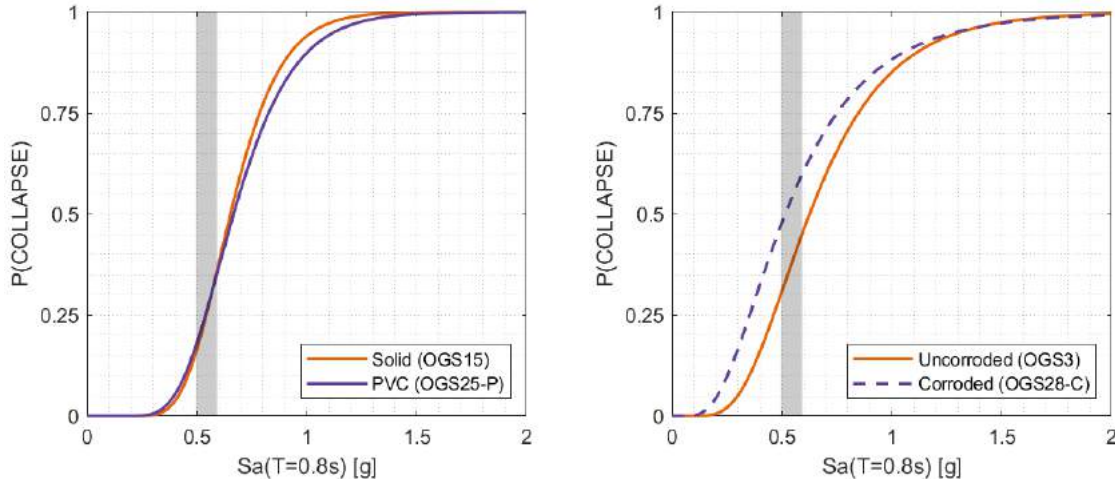 P(COLLAPSE)
1
0.75
0.5
0.25
0
Solid (OGS15)
PVC (OGS25-P)
0 0.5 1 1.5 2
Sa(T=0.8s) [g]
P(COLLAPSE)
1
0.75
0.5
0.25
0
Uncorroded (OGS3)
Corroded (OGS28-C)
0 0.5 1 1.5 2
Sa(T=0.8s) [g]